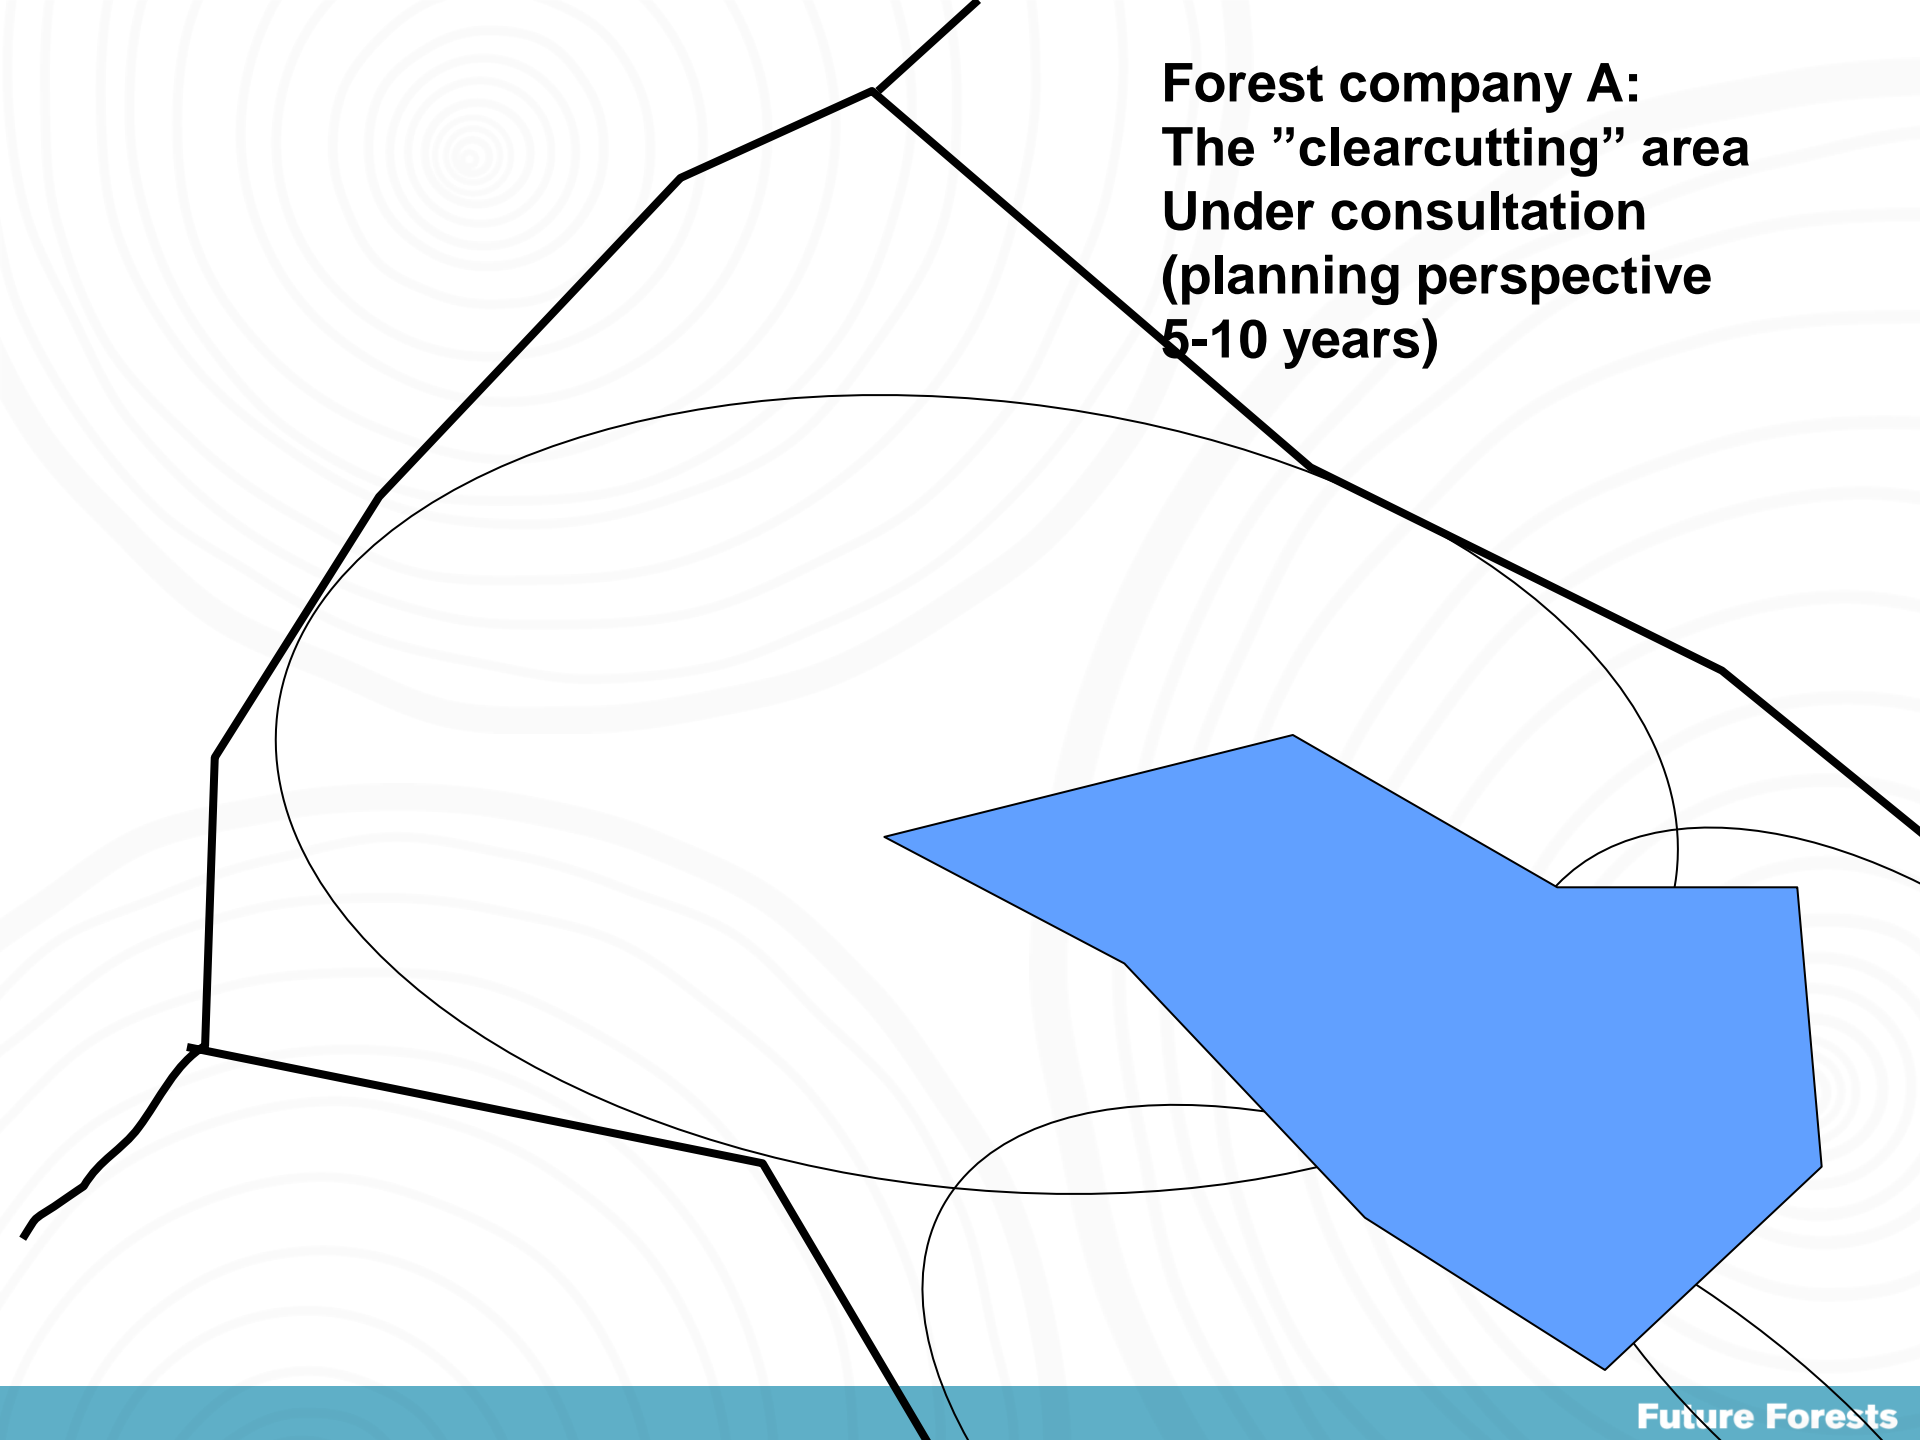 Forest company A:
The ”clearcutting” area
Under consultation
(planning perspective
5-10 years)
Future Forests